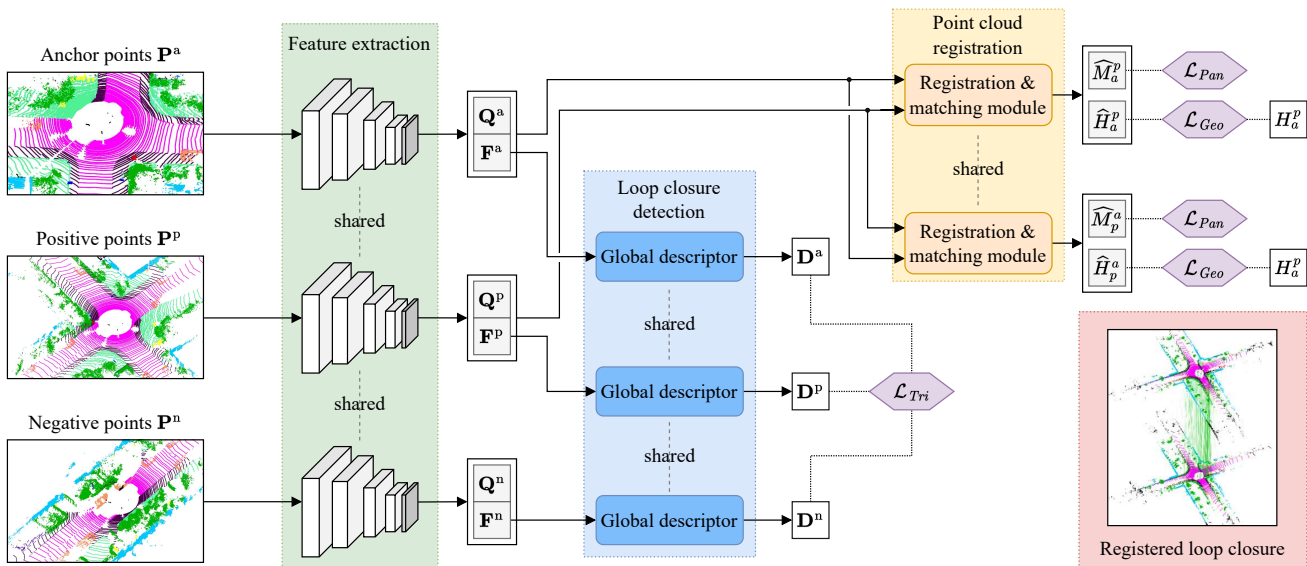 Anchor points P^a
Feature extraction
shared
shared
Positive points P^p
Negative points P^n
Q^a
F^a
Q^p
F^p
Q^n
F^n
Loop closure
detection
Global descriptor
shared
Global descriptor
shared
Global descriptor
D^a
D^p
D^n
L_Tri
Point cloud
registration
Registration &
matching module
shared
Registration &
matching module
M̂_a^p
L_Pan
Ĥ_a^p
L_Geo
H_a^p
M̂_p^a
L_Pan
Ĥ_p^a
L_Geo
H_a^p
Registered loop closure